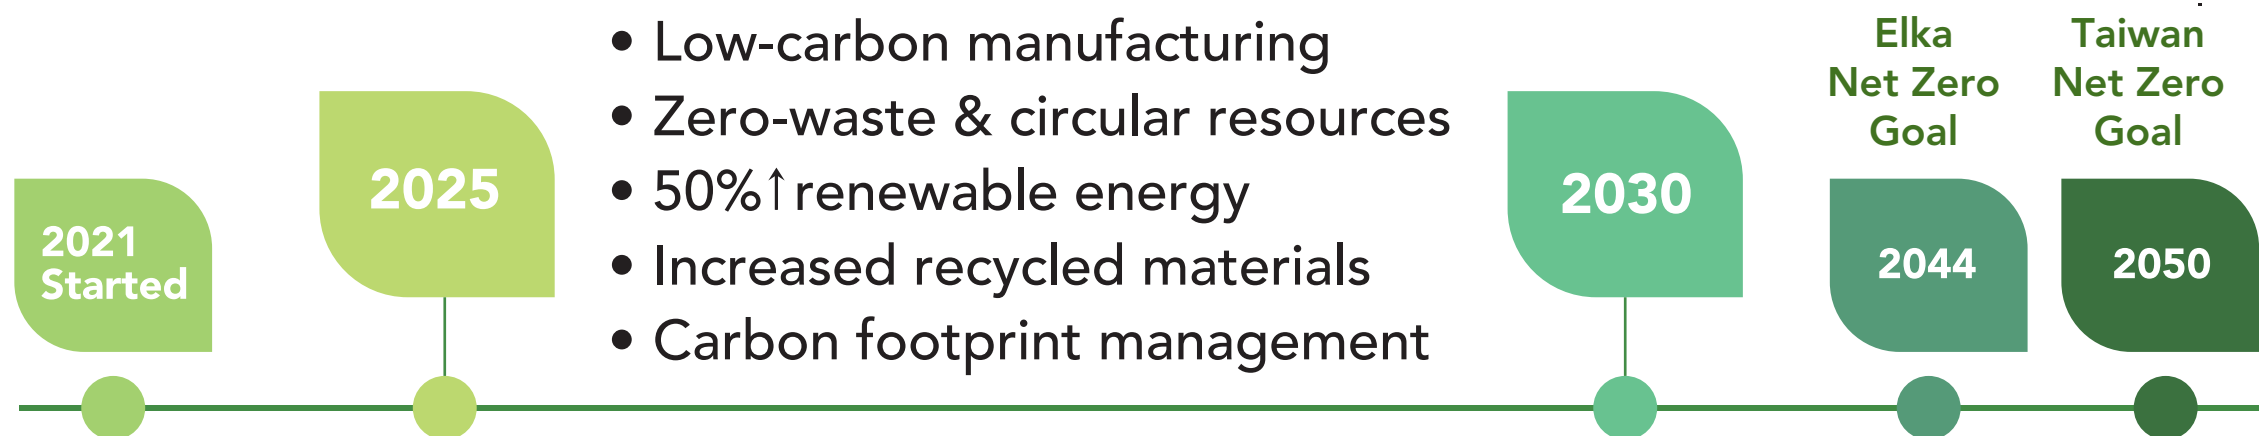 2021
Started
2025
• Low-carbon manufacturing
• Zero-waste & circular resources
• 50%↑renewable energy
• Increased recycled materials
• Carbon footprint management
2030
Elka
Net Zero
Goal
2044
Taiwan
Net Zero
Goal
2050